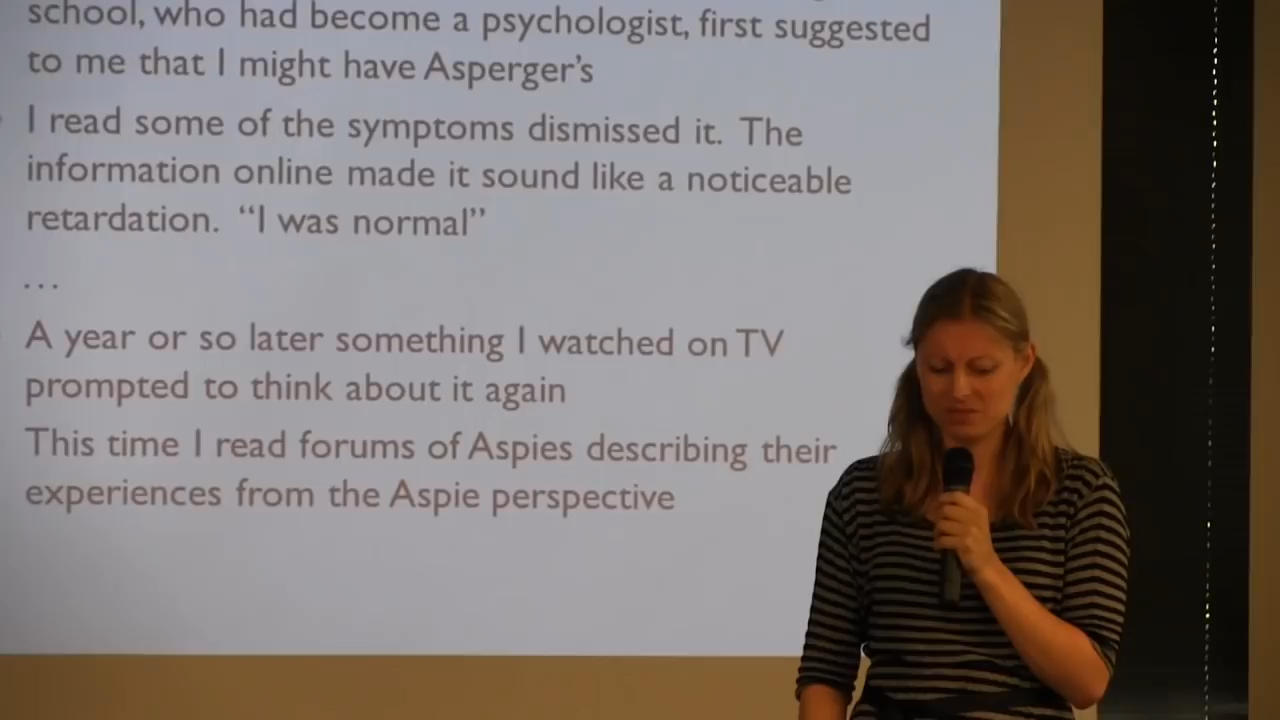 school, who had become a psychologist, first suggested
to me that I might have Asperger's
I read some of the symptoms dismissed it. The
information online made it sound like a noticeable
retardation. “I was normal”
...
A year or so later something I watched on TV
prompted to think about it again
This time I read forums of Aspies describing their
experiences from the Aspie perspective